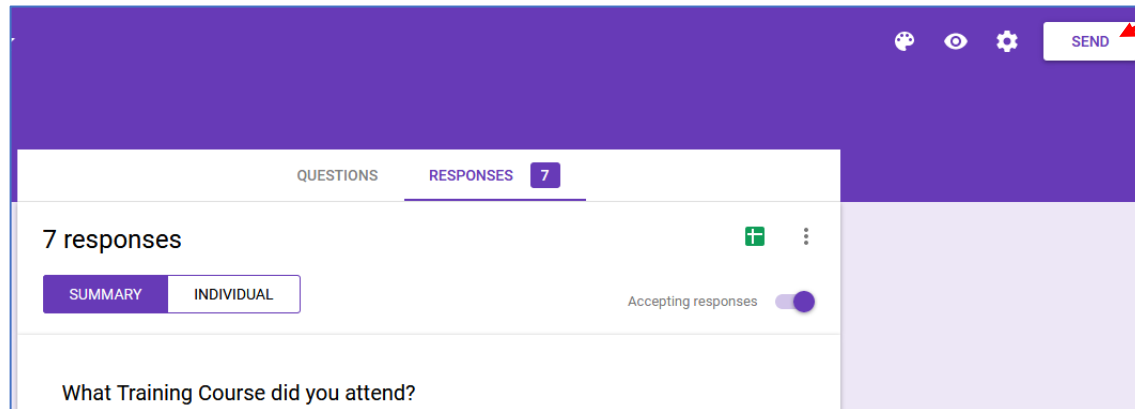 SEND
QUESTIONS RESPONSES 7
7 responses
SUMMARY INDIVIDUAL
Accepting responses
What Training Course did you attend?